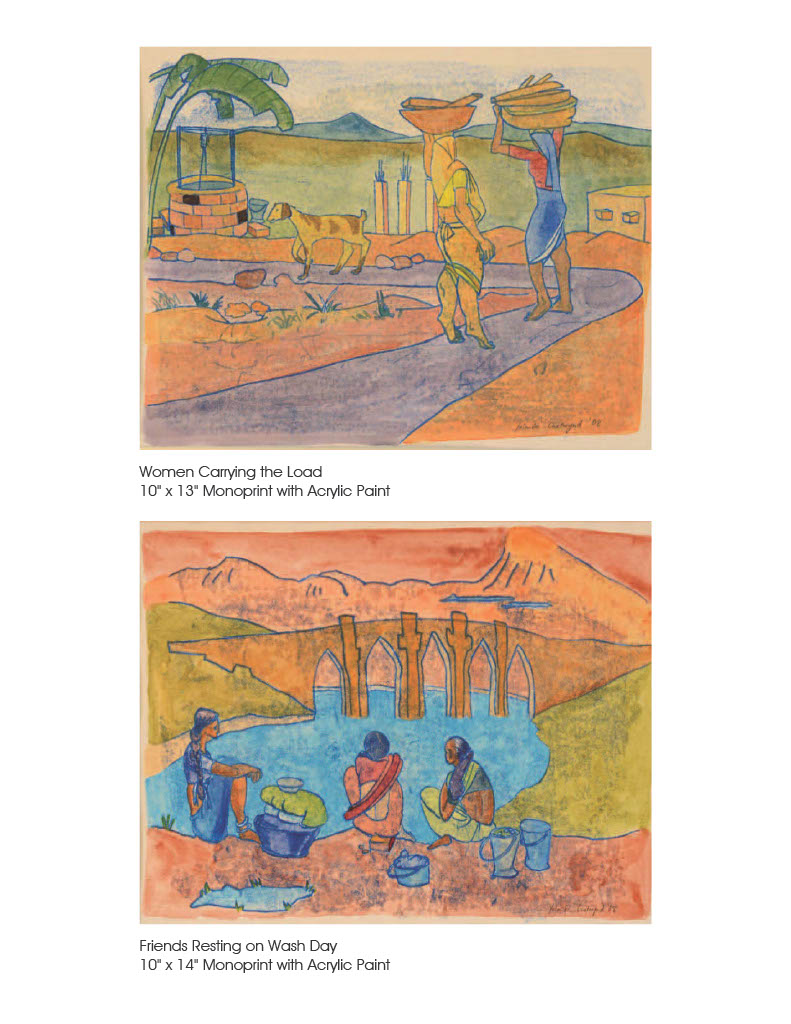 Women Carrying the Load
10" x 13" Monoprint with Acrylic Paint
Friends Resting on Wash Day
10" x 14" Monoprint with Acrylic Paint